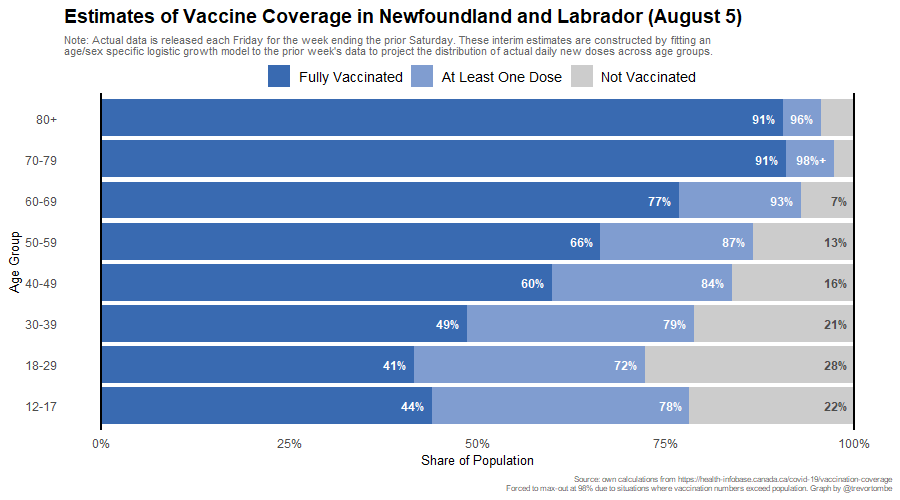 Estimates of Vaccine Coverage in Newfoundland and Labrador (August 5)
Note: Actual data is released each Friday for the week ending the prior Saturday. These interim estimates are constructed by fitting an
age/sex specific logistic growth model to the prior week's data to project the distribution of actual daily new doses across age groups.
Fully Vaccinated At Least One Dose Not Vaccinated
Age Group
80+ 91% 96%
70-79 91% 98%+
60-69 77% 93% 7%
50-59 66% 87% 13%
40-49 60% 84% 16%
30-39 49% 79% 21%
18-29 41% 72% 28%
12-17 44% 78% 22%
0% 25% 50% 75% 100%
Share of Population
Source: own calculations from https://health-infobase.canada.ca/covid-19/vaccination-coverage
Forced to max-out at 98% due to situations where vaccination numbers exceed population. Graph by @trevortombe